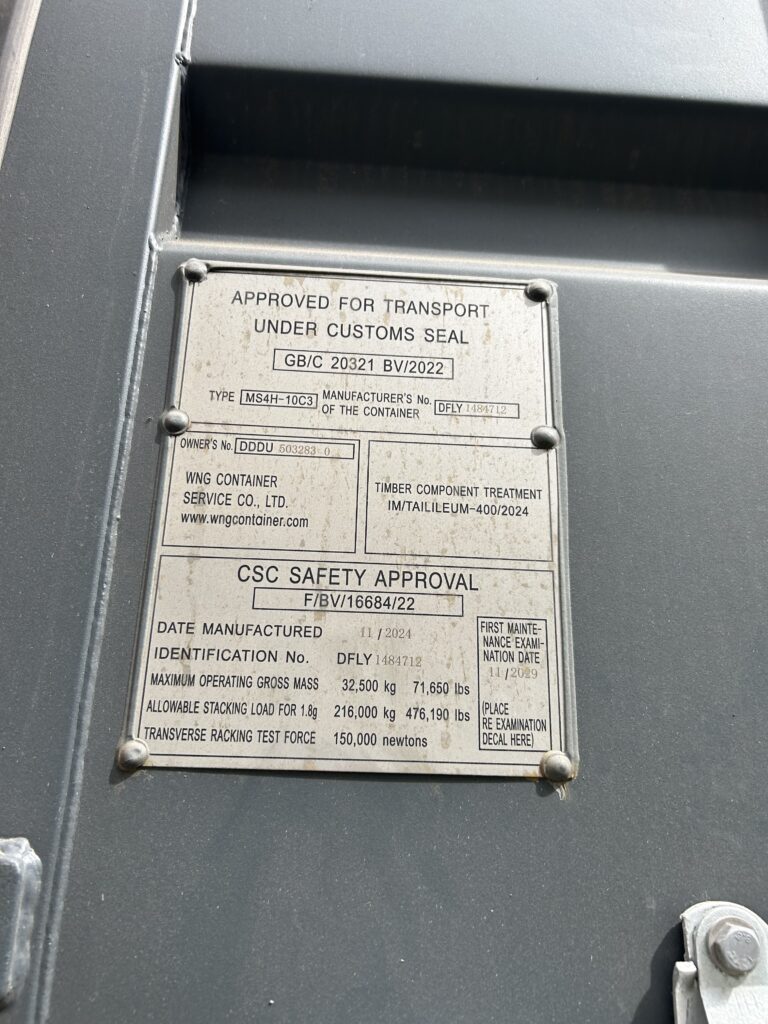 APPROVED FOR TRANSPORT
UNDER CUSTOMS SEAL
GB/C 20321 BV/2022
TYPE MS4H-10C3 MANUFACTURER'S No. OF THE CONTAINER DFLY 1484712
OWNER'S No. DDDU 503283 0
WNG CONTAINER
SERVICE CO., LTD.
www.wngcontainer.com
TIMBER COMPONENT TREATMENT
IM/TAILILEUM-400/2024
CSC SAFETY APPROVAL
F/BV/16684/22
DATE MANUFACTURED 11/2024
IDENTIFICATION No. DFLY 1484712
MAXIMUM OPERATING GROSS MASS 32,500 kg 71,650 lbs
ALLOWABLE STACKING LOAD FOR 1.8g 216,000 kg 476,190 lbs
TRANSVERSE RACKING TEST FORCE 150,000 newtons
FIRST MAINTE-
NANCE EXAMI-
NATION DATE
11/2029
(PLACE
RE EXAMINATION
DECAL HERE)